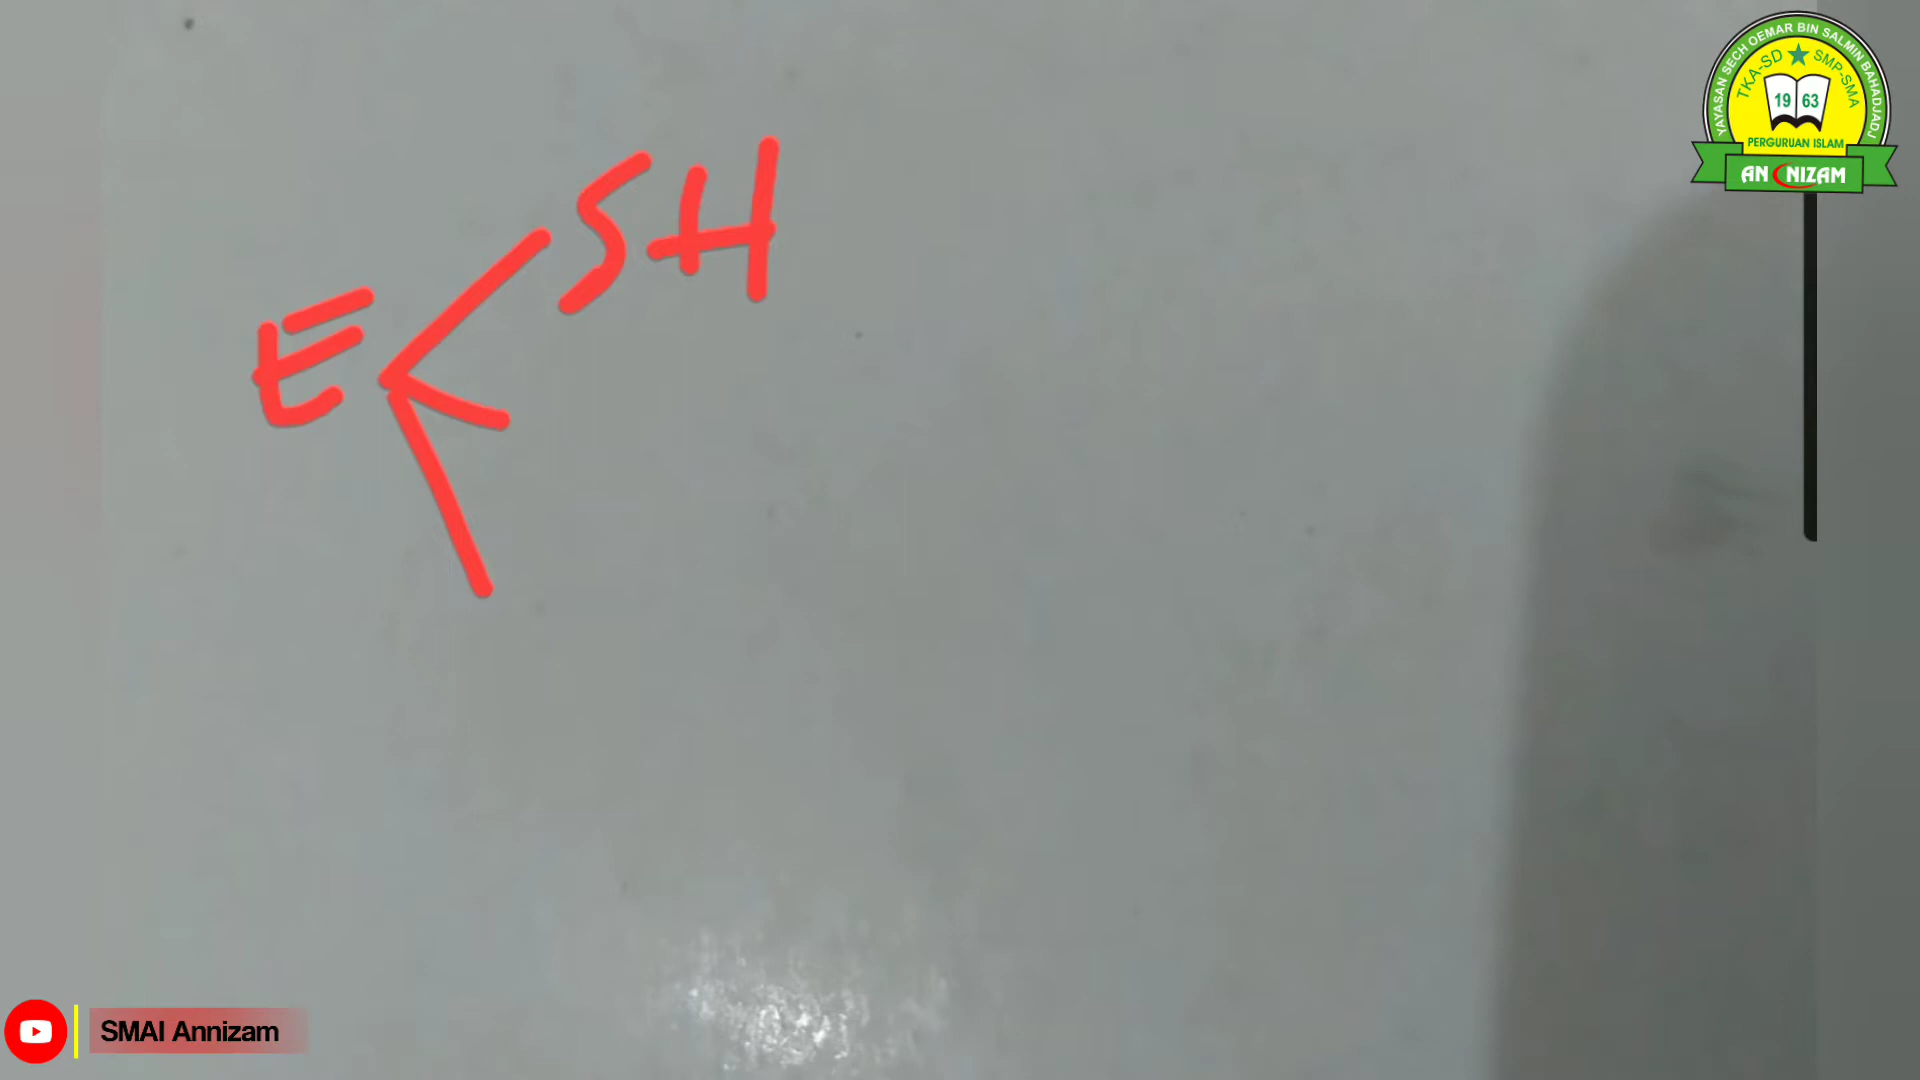 SH
E
YAYASAN SECH OEMAR BIN SALMIN BAHADJADJ
TKA-SD SMP-SMA
19 63
PERGURUAN ISLAM
AN NIZAM
SMAI Annizam